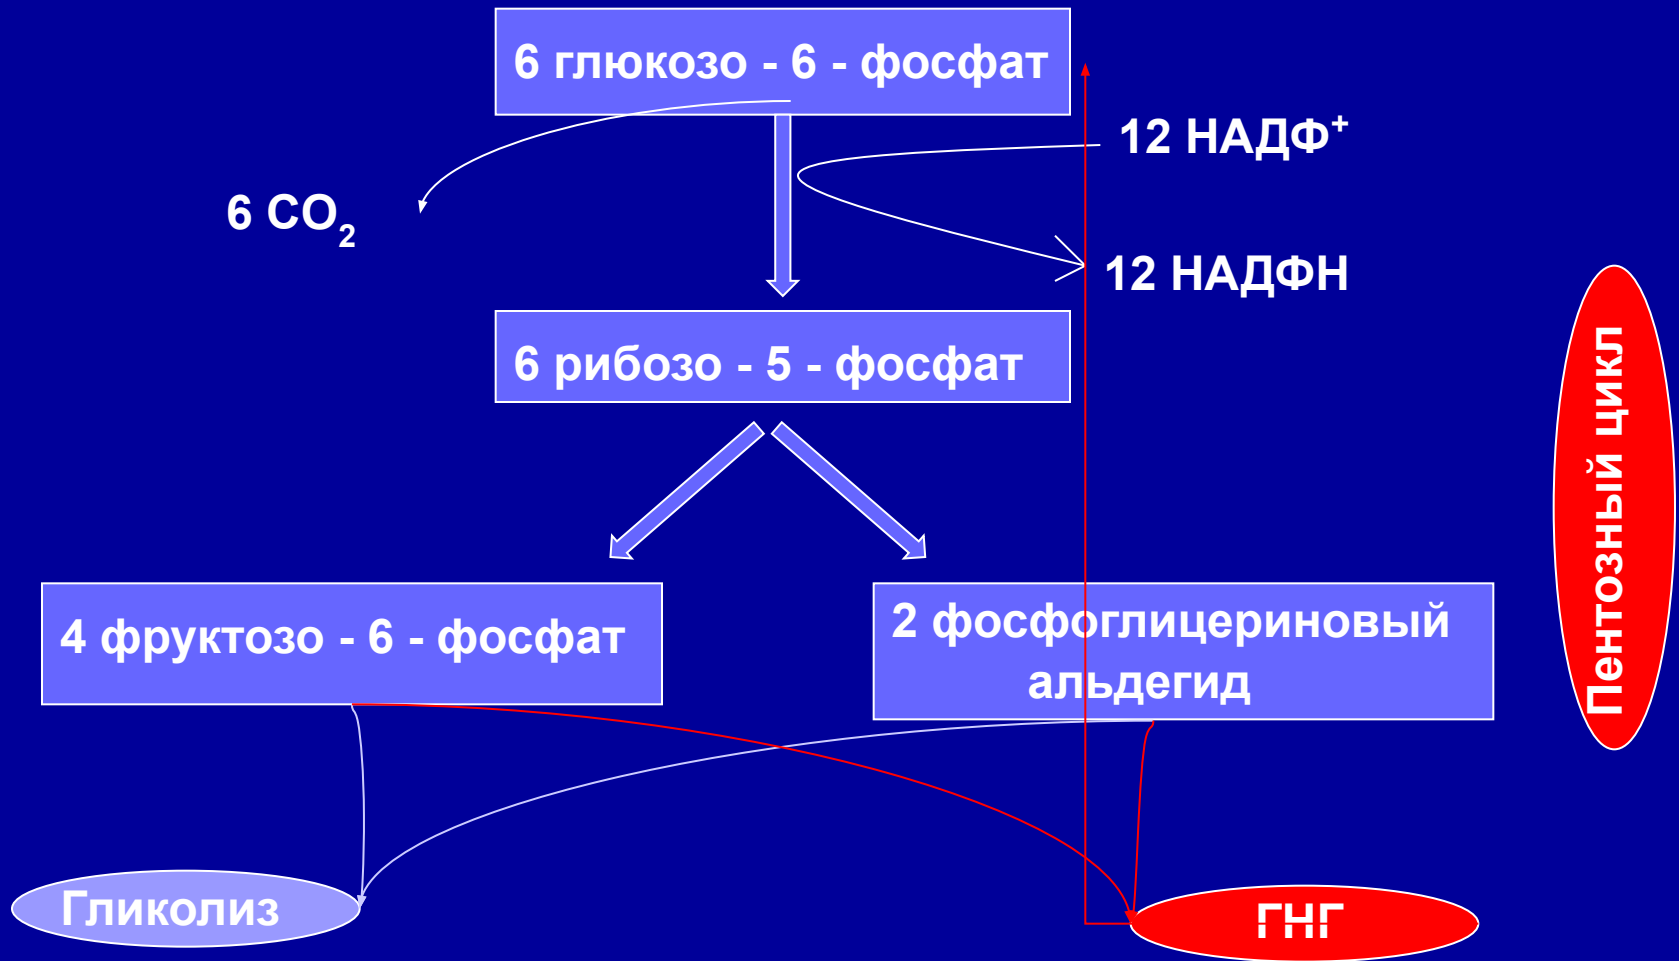 6 глюкозо - 6 - фосфат
12 НАДФ⁺
6 СО₂
12 НАДФН
6 рибозо - 5 - фосфат
Пентозный цикл
4 фруктозо - 6 - фосфат
2 фосфоглицериновый
альдегид
Гликолиз
ГНГ